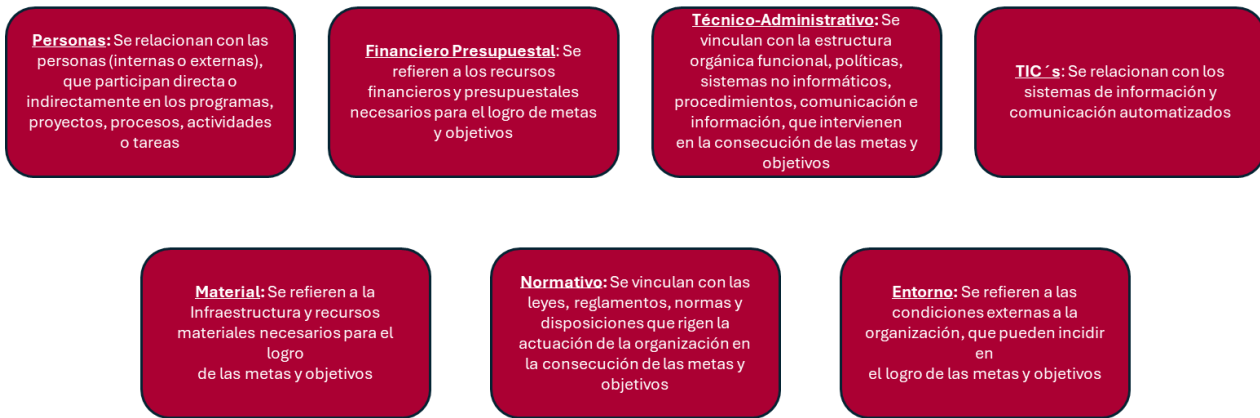 Personas: Se relacionan con las
personas (internas o externas),
que participan directa o
indirectamente en los programas,
proyectos, procesos, actividades
o tareas
Financiero Presupuestal: Se
refieren a los recursos
financieros y presupuestales
necesarios para el logro de metas
y objetivos
Técnico-Administrativo: Se
vinculan con la estructura
orgánica funcional, políticas,
sistemas no informáticos,
procedimientos, comunicación e
información, que intervienen
en la consecución de las metas y
objetivos
TIC´s: Se relacionan con los
sistemas de información y
comunicación automatizados
Material: Se refieren a la
Infraestructura y recursos
materiales necesarios para el
logro
de las metas y objetivos
Normativo: Se vinculan con las
leyes, reglamentos, normas y
disposiciones que rigen la
actuación de la organización en
la consecución de las metas y
objetivos
Entorno: Se refieren a las
condiciones externas a la
organización, que pueden incidir
en
el logro de las metas y objetivos